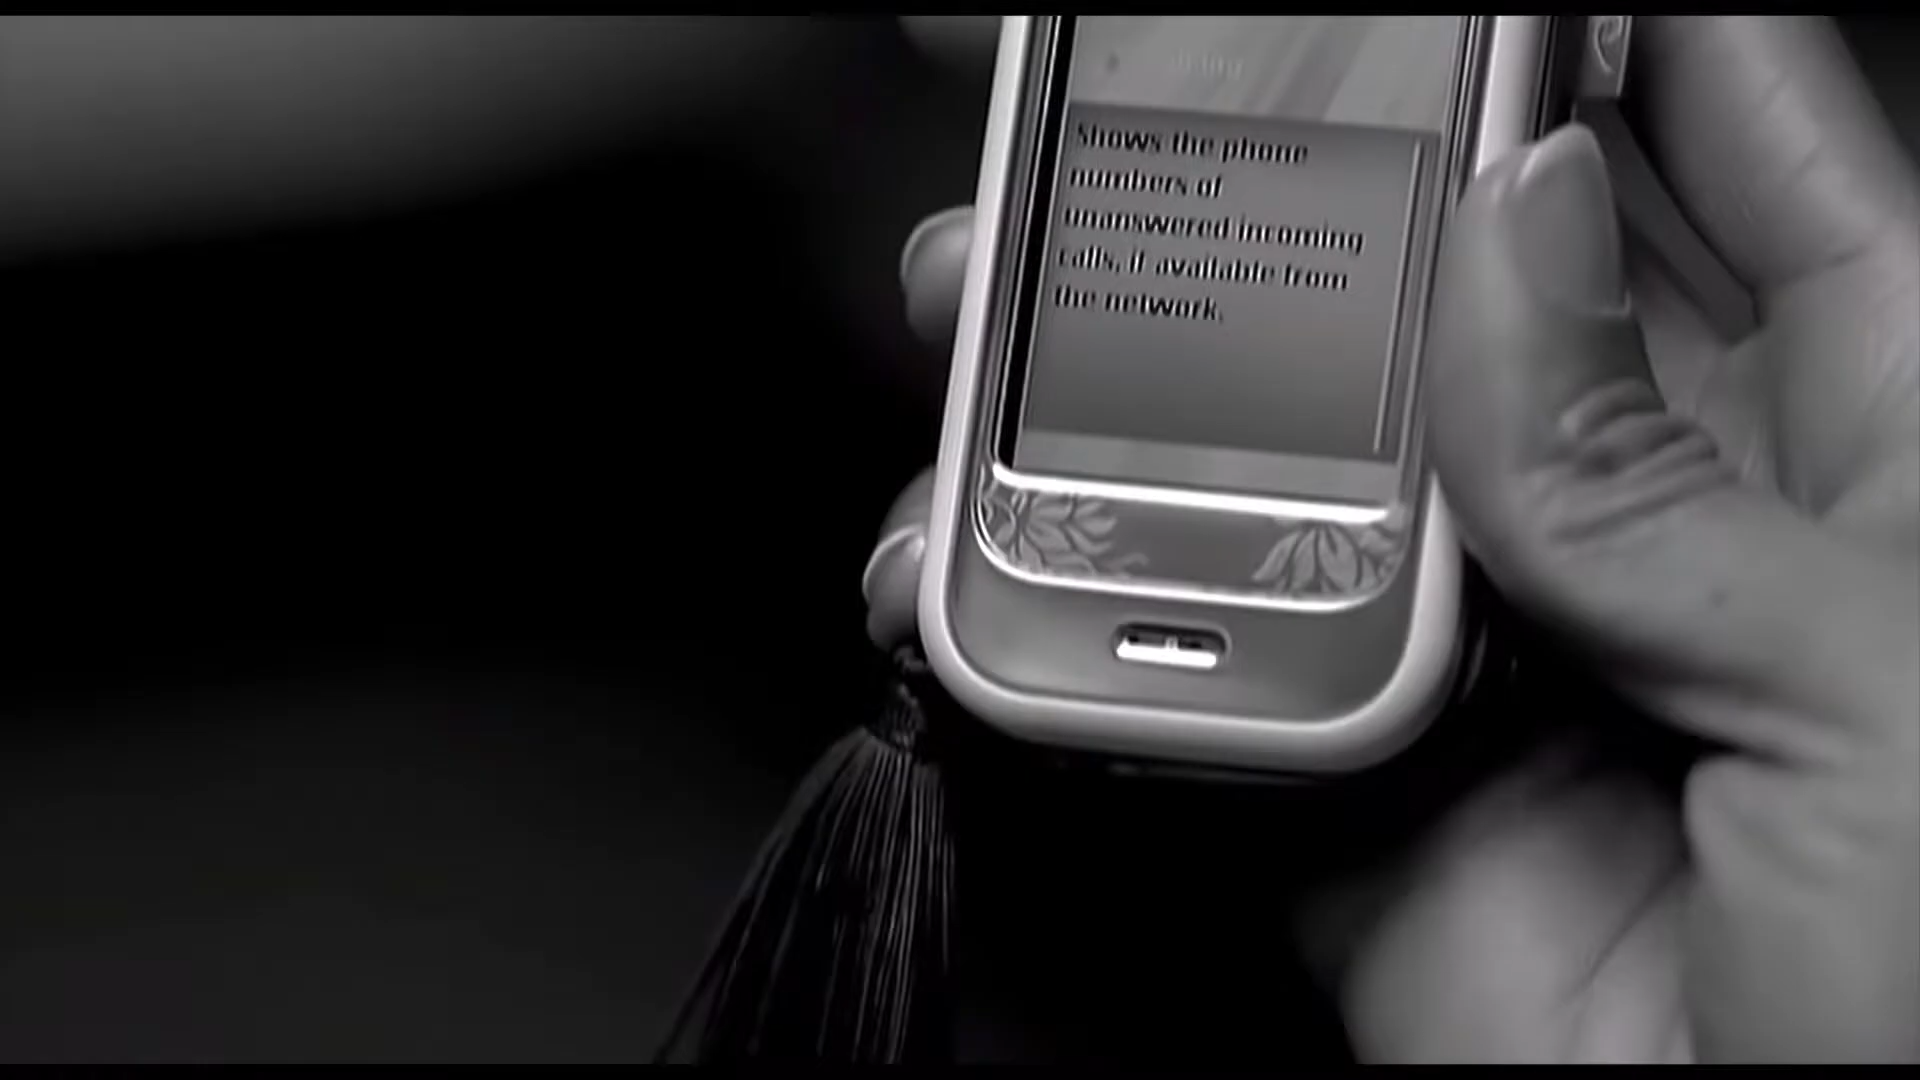 Shows the phone
numbers of
unanswered incoming
calls, if available from
the network.